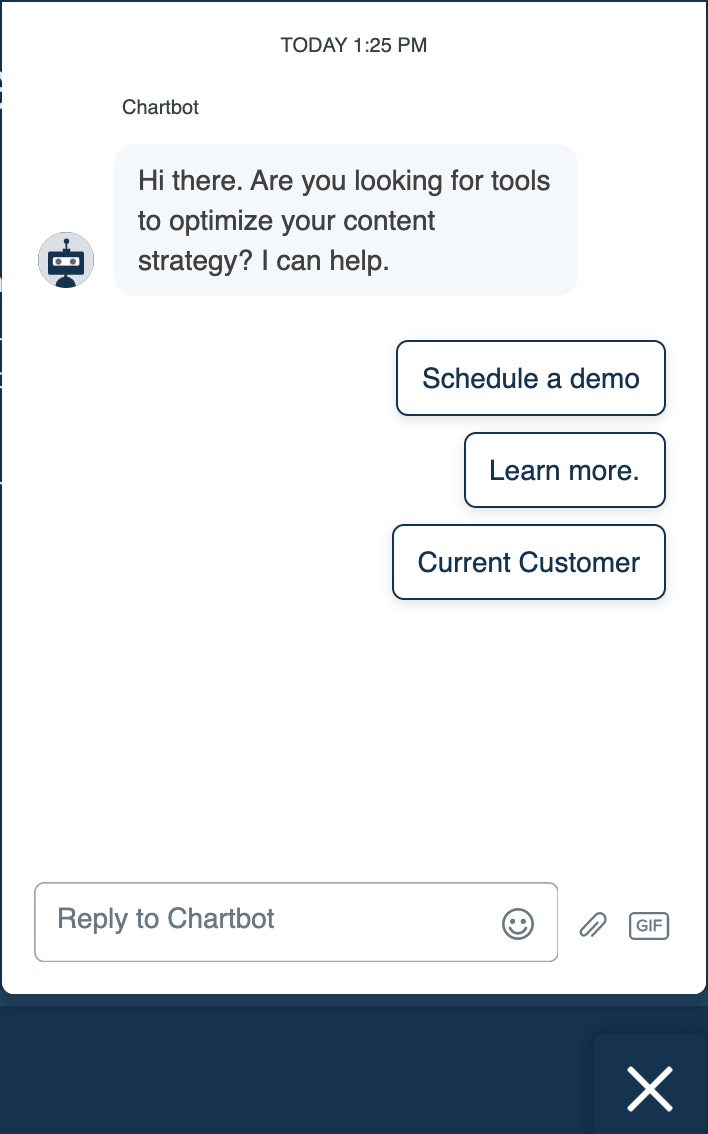 TODAY 1:25 PM
Chartbot
Hi there. Are you looking for tools
to optimize your content
strategy? I can help.
Schedule a demo
Learn more.
Current Customer
Reply to Chartbot
GIF